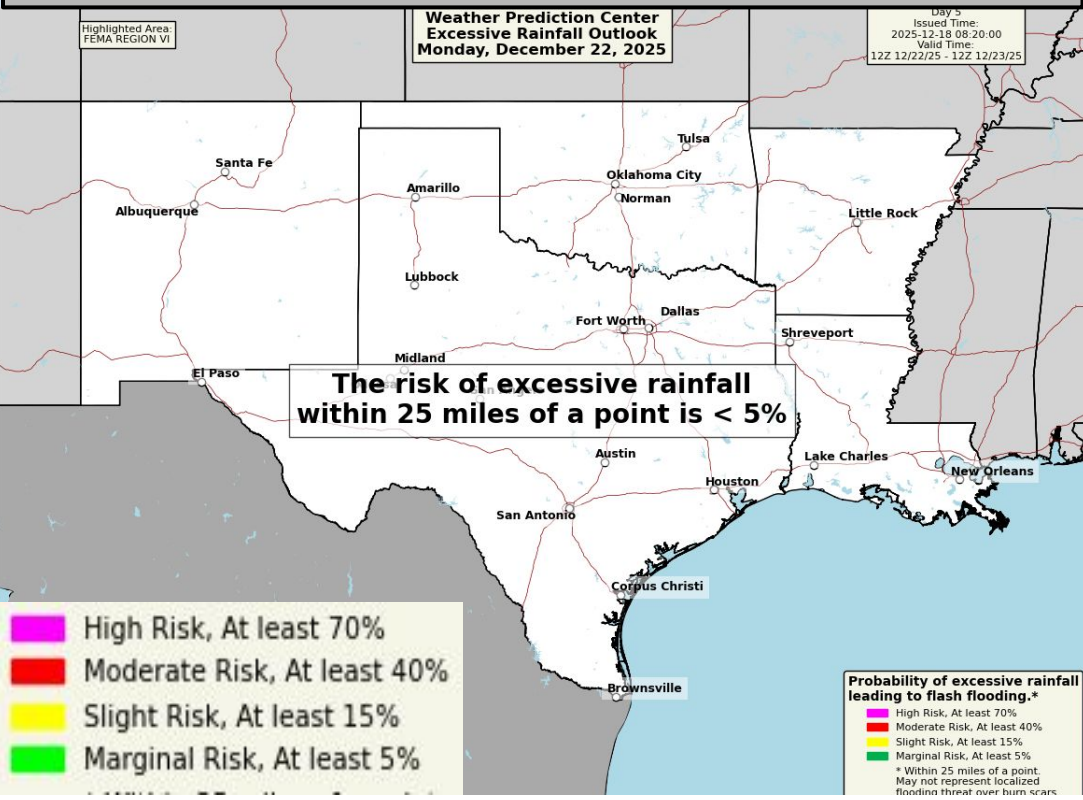 Highlighted Area:
FEMA REGION VI
Weather Prediction Center
Excessive Rainfall Outlook
Monday, December 22, 2025
Day 5
Issued Time:
2025-12-18 08:20:00
Valid Time:
12Z 12/22/25 - 12Z 12/23/25
Tulsa
Santa Fe
Oklahoma City
Amarillo
Norman
Albuquerque
Little Rock
Lubbock
Dallas
Fort Worth
Shreveport
Midland
El Paso
The risk of excessive rainfall
within 25 miles of a point is < 5%
Austin
Lake Charles
New Orleans
Houston
San Antonio
Corpus Christi
Brownsville
High Risk, At least 70%
Moderate Risk, At least 40%
Slight Risk, At least 15%
Marginal Risk, At least 5%
Probability of excessive rainfall
leading to flash flooding.*
High Risk, At least 70%
Moderate Risk, At least 40%
Slight Risk, At least 15%
Marginal Risk, At least 5%
* Within 25 miles of a point.
May not represent localized
flooding threat over burn scars